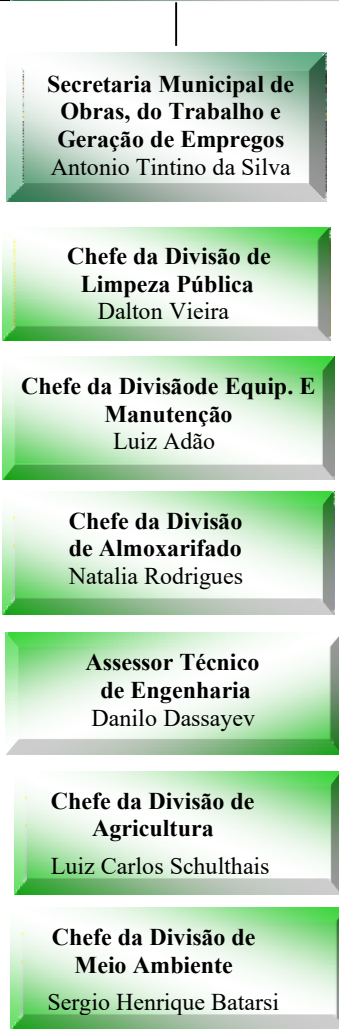 Secretaria Municipal de
Obras, do Trabalho e
Geração de Empregos
Antonio Tintino da Silva
Chefe da Divisão de
Limpeza Pública
Dalton Vieira
Chefe da Divisãode Equip. E
Manutenção
Luiz Adão
Chefe da Divisão
de Almoxarifado
Natalia Rodrigues
Assessor Técnico
de Engenharia
Danilo Dassayev
Chefe da Divisão de
Agricultura
Luiz Carlos Schulthais
Chefe da Divisão de
Meio Ambiente
Sergio Henrique Batarsi